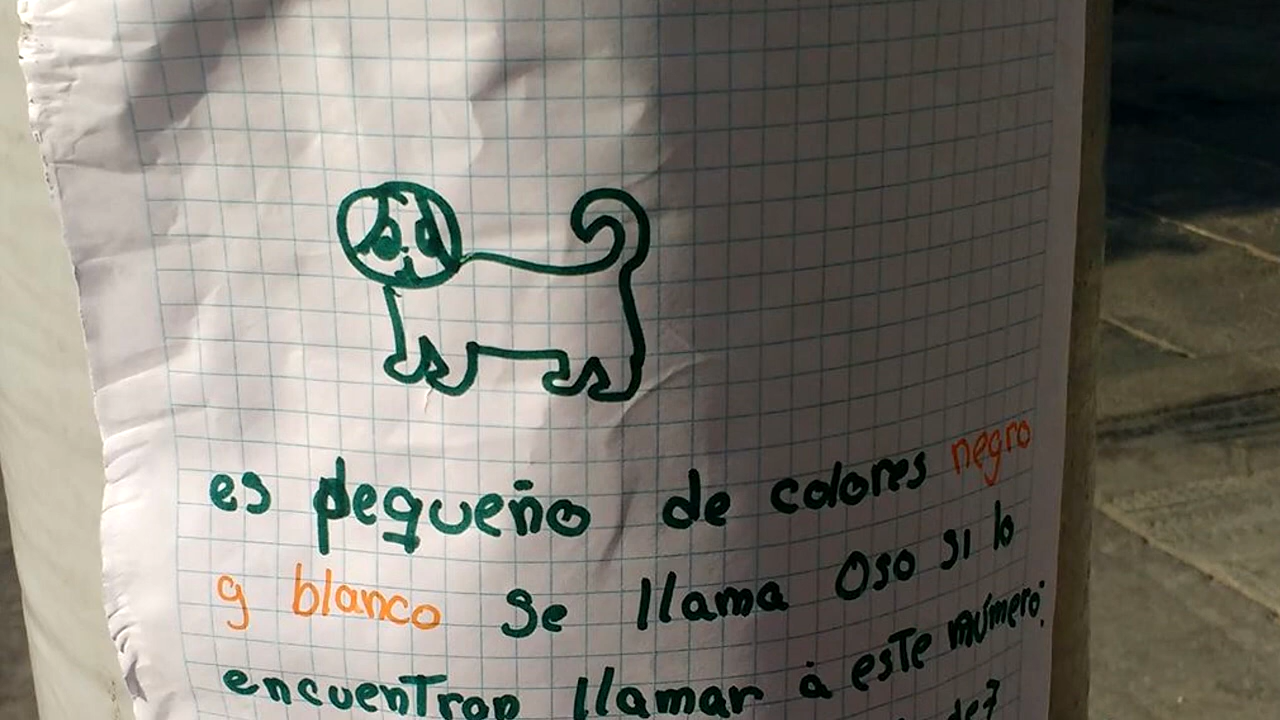 es pequeño de colores negro
y blanco se llama Oso si lo
encuentran llamar à este número: